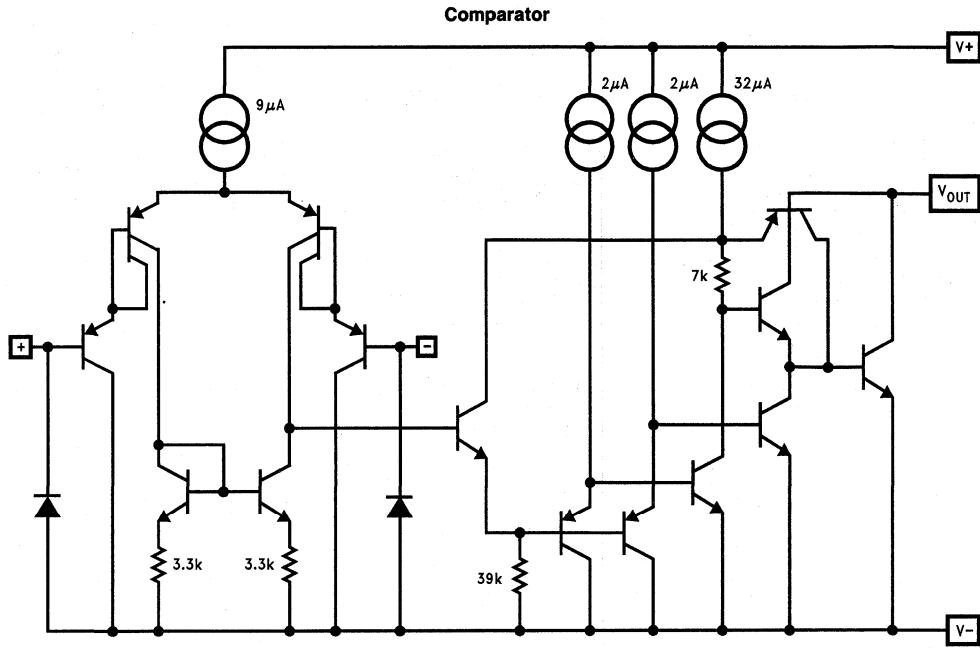 Comparator
V+
9μA
2μA
2μA
32μA
VOUT
7k
+
−
3.3k
3.3k
39k
V−